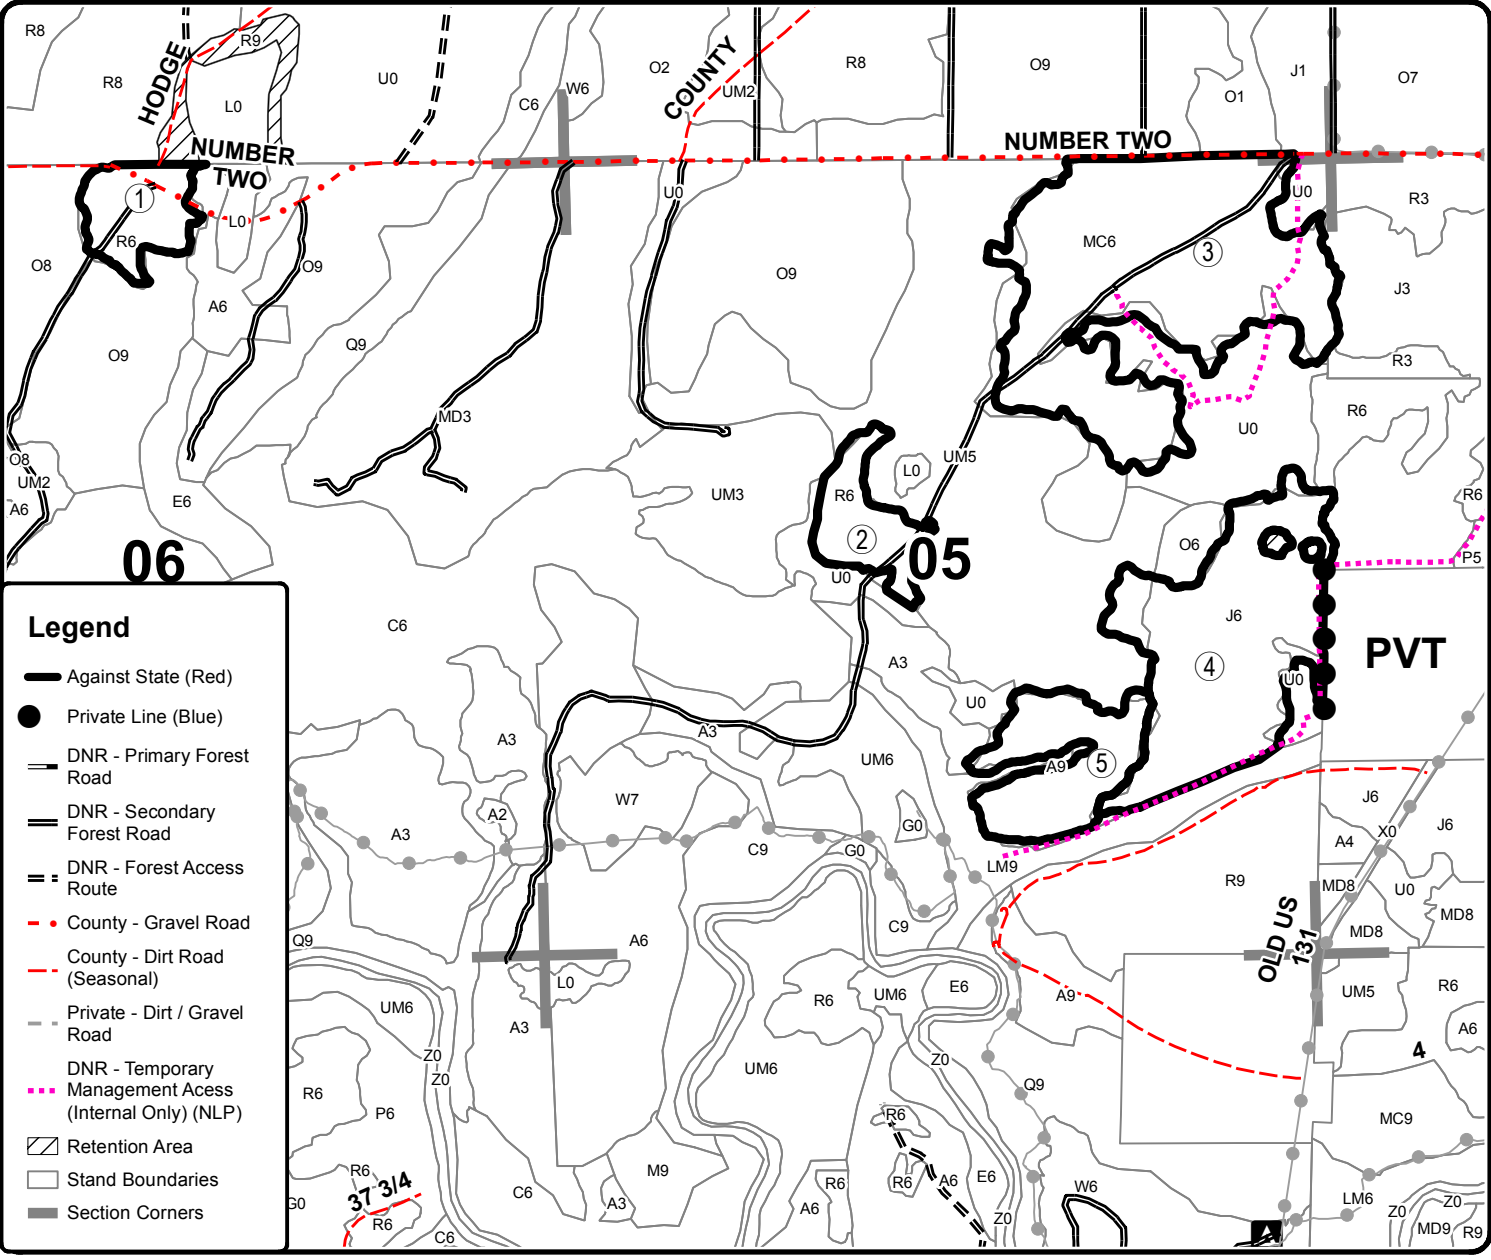 R8
R9
R8
HODGE
L0
U0
C6
W6
O2
COUNTY
UM2
R8
O9
O1
J1
O7
NUMBER
TWO
NUMBER TWO
1
R6
L0
O8
O9
A6
O9
Q9
U0
O9
MC6
3
U0
R3
J3
R3
MD3
R6
U0
O8
UM2
A6
E6
UM3
R6
L0
UM5
2
U0
05
06
O6
R6
P5
J6
4
PVT
U0
C6
A3
U0
A3
A3
UM6
A9
5
W7
A2
A3
C9
G0
G0
LM9
J6
X0
J6
A4
R9
MD8
U0
MD8
MD8
OLD US
131
C9
Q9
A6
L0
A3
UM6
R6
UM6
E6
A9
UM5
R6
A6
4
Z0
Z0
UM6
Z0
Q9
R6
P6
R6
MC9
R6
37 3/4
R6
G0
C6
C6
M9
A3
A6
R6
R6
A6
E6
Z0
W6
LM6
Z0
Z0
MD9
R9
Legend
Against State (Red)
Private Line (Blue)
DNR - Primary Forest
Road
DNR - Secondary
Forest Road
DNR - Forest Access
Route
County - Gravel Road
County - Dirt Road
(Seasonal)
Private - Dirt / Gravel
Road
DNR - Temporary
Management Acess
(Internal Only) (NLP)
Retention Area
Stand Boundaries
Section Corners